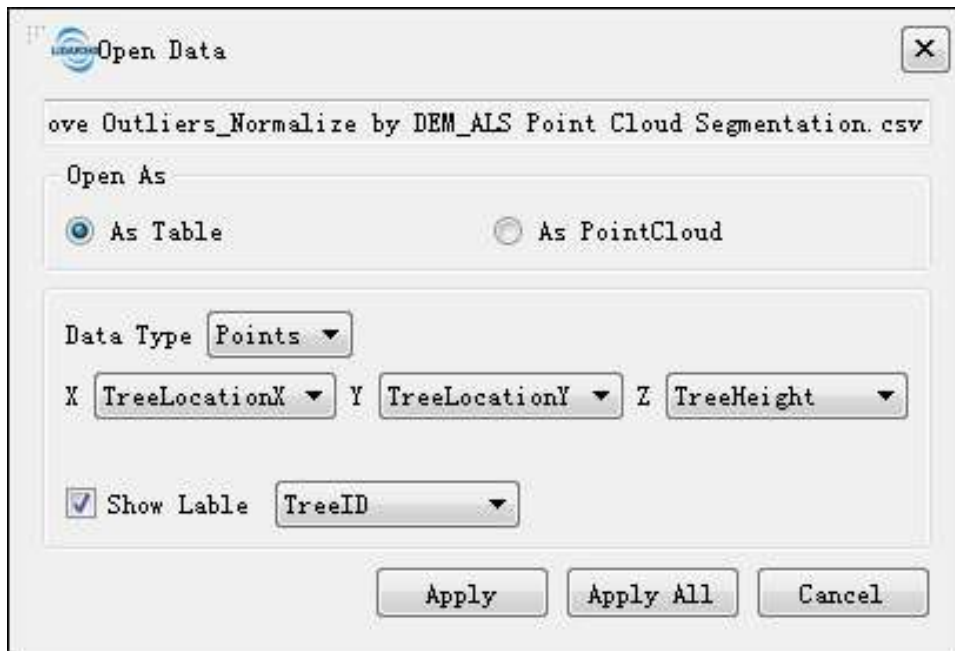 Open Data
ove Outliers_Normalize by DEM_ALS Point Cloud Segmentation.csv
Open As
As Table As PointCloud
Data Type Points
X TreeLocationX Y TreeLocationY Z TreeHeight
Show Lable TreeID
Apply Apply All Cancel